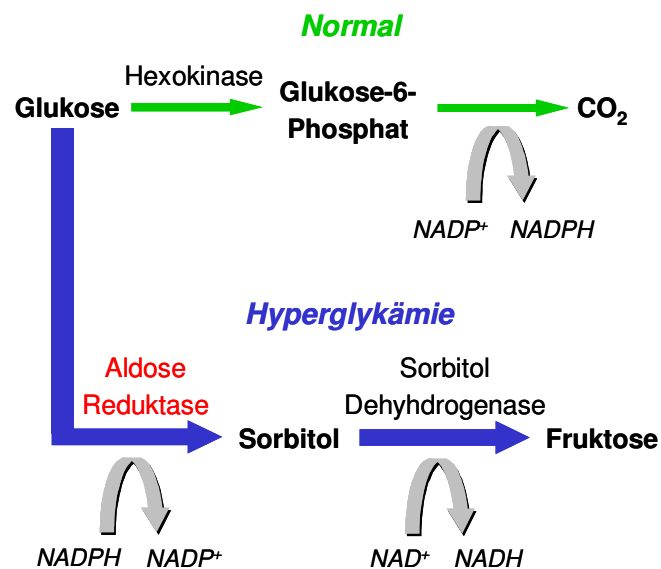 Normal
Hexokinase
Glukose
Glukose-6-
Phosphat
CO₂
NADP⁺ NADPH
Hyperglykämie
Aldose
Reduktase
Sorbitol
Dehyhdrogenase
Sorbitol
Fruktose
NADPH NADP⁺
NAD⁺ NADH